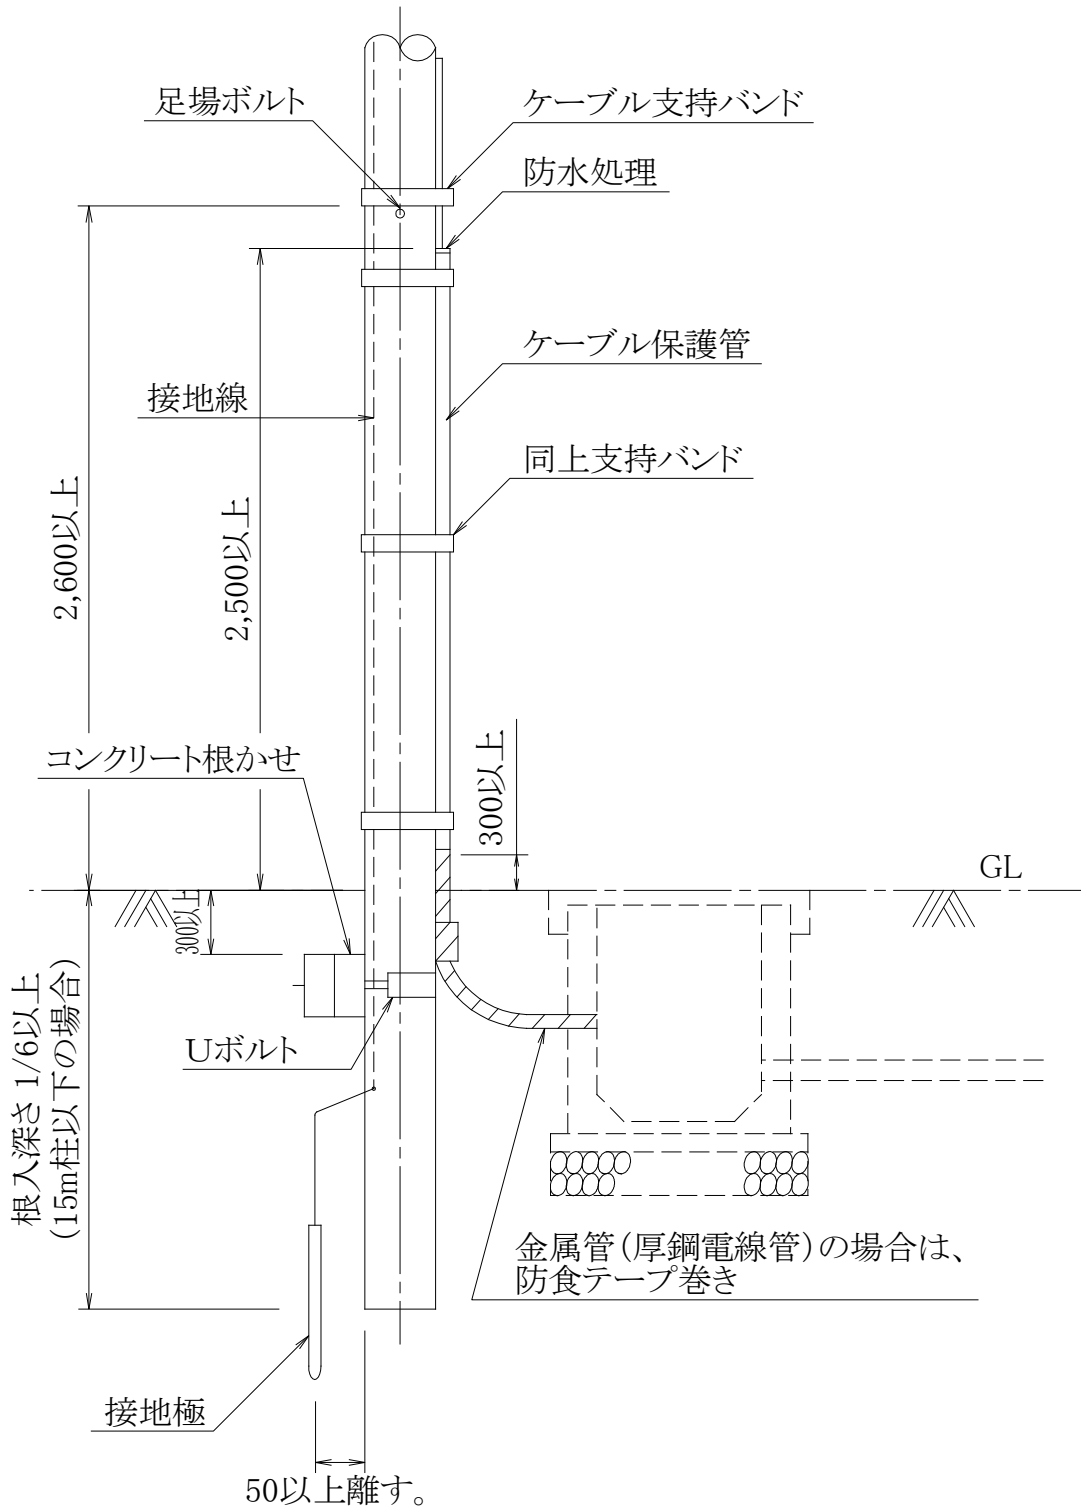 足場ボルト
ケーブル支持バンド
防水処理
ケーブル保護管
接地線
同上支持バンド
2,600以上
2,500以上
コンクリート根かせ
300以上
GL
300以上
根入深さ 1/6以上
(15m柱以下の場合)
Uボルト
金属管(厚鋼電線管)の場合は、
防食テープ巻き
接地極
50以上離す。